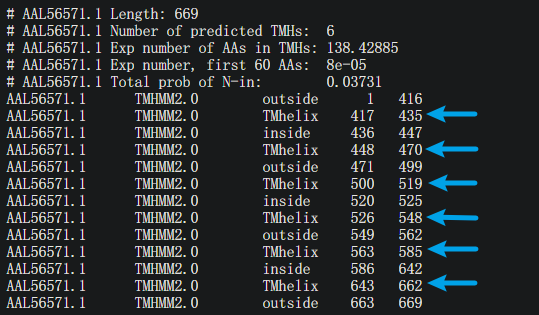 # AAL56571.1 Length: 669
# AAL56571.1 Number of predicted TMHs:  6
# AAL56571.1 Exp number of AAs in TMHs: 138.42885
# AAL56571.1 Exp number, first 60 AAs:  8e-05
# AAL56571.1 Total prob of N-in:        0.03731
AAL56571.1 TMHMM2.0 outside 1 416
AAL56571.1 TMHMM2.0 TMhelix 417 435
AAL56571.1 TMHMM2.0 inside 436 447
AAL56571.1 TMHMM2.0 TMhelix 448 470
AAL56571.1 TMHMM2.0 outside 471 499
AAL56571.1 TMHMM2.0 TMhelix 500 519
AAL56571.1 TMHMM2.0 inside 520 525
AAL56571.1 TMHMM2.0 TMhelix 526 548
AAL56571.1 TMHMM2.0 outside 549 562
AAL56571.1 TMHMM2.0 TMhelix 563 585
AAL56571.1 TMHMM2.0 inside 586 642
AAL56571.1 TMHMM2.0 TMhelix 643 662
AAL56571.1 TMHMM2.0 outside 663 669